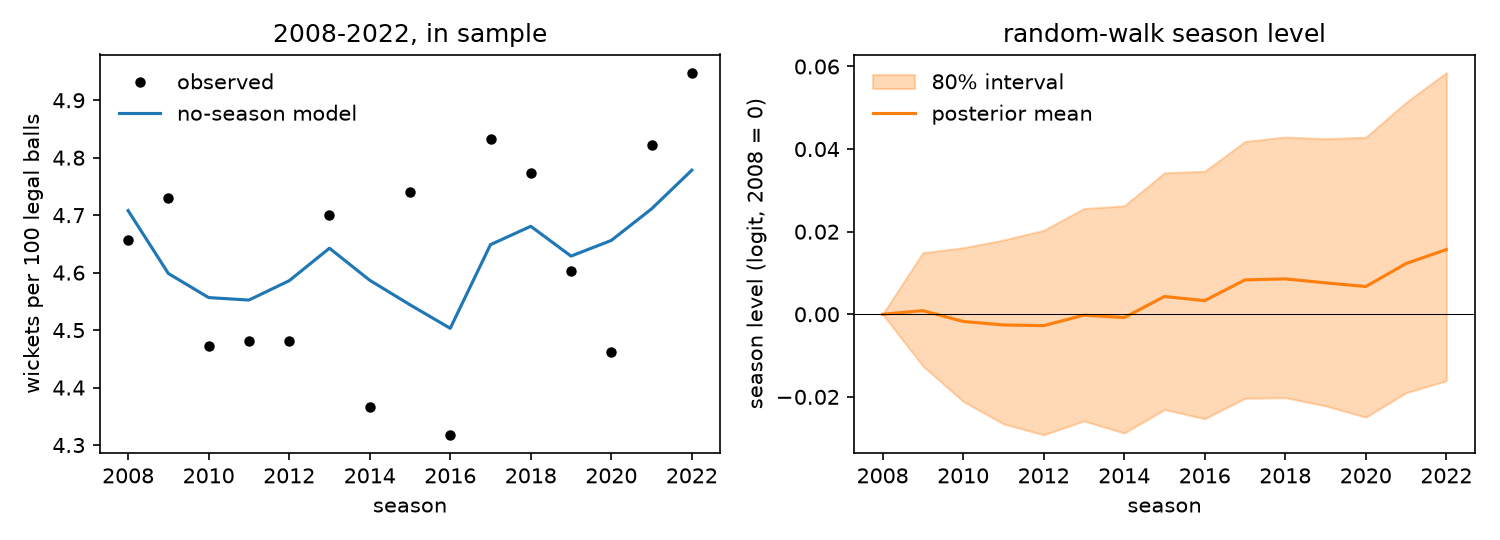 2008-2022, in sample
observed
no-season model
wickets per 100 legal balls
4.9
4.8
4.7
4.6
4.5
4.4
4.3
2008 2010 2012 2014 2016 2018 2020 2022
season
random-walk season level
80% interval
posterior mean
season level (logit, 2008 = 0)
0.06
0.04
0.02
0.00
−0.02
2008 2010 2012 2014 2016 2018 2020 2022
season